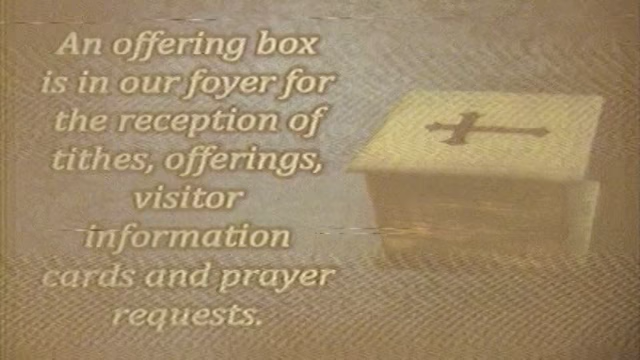 An offering box
is in our foyer for
the reception of
tithes, offerings,
visitor
information
cards and prayer
requests.